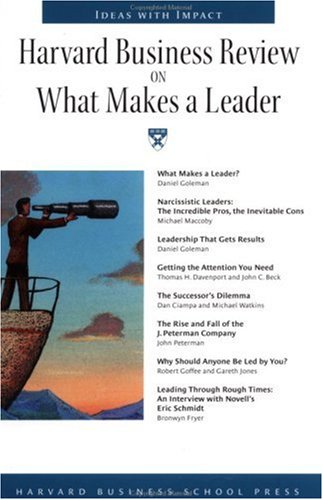 IDEAS WITH IMPACT
Harvard Business Review
ON
What Makes a Leader
What Makes a Leader?
Daniel Goleman
Narcissistic Leaders:
The Incredible Pros, the Inevitable Cons
Michael Maccoby
Leadership That Gets Results
Daniel Goleman
Getting the Attention You Need
Thomas H. Davenport and John C. Beck
The Successor's Dilemma
Dan Ciampa and Michael Watkins
The Rise and Fall of the
J. Peterman Company
John Peterman
Why Should Anyone Be Led by You?
Robert Goffee and Gareth Jones
Leading Through Rough Times:
An Interview with Novell's
Eric Schmidt
Bronwyn Fryer
HARVARD BUSINESS SCHOOL PRESS
Copyrighted Material
Copyrighted Material